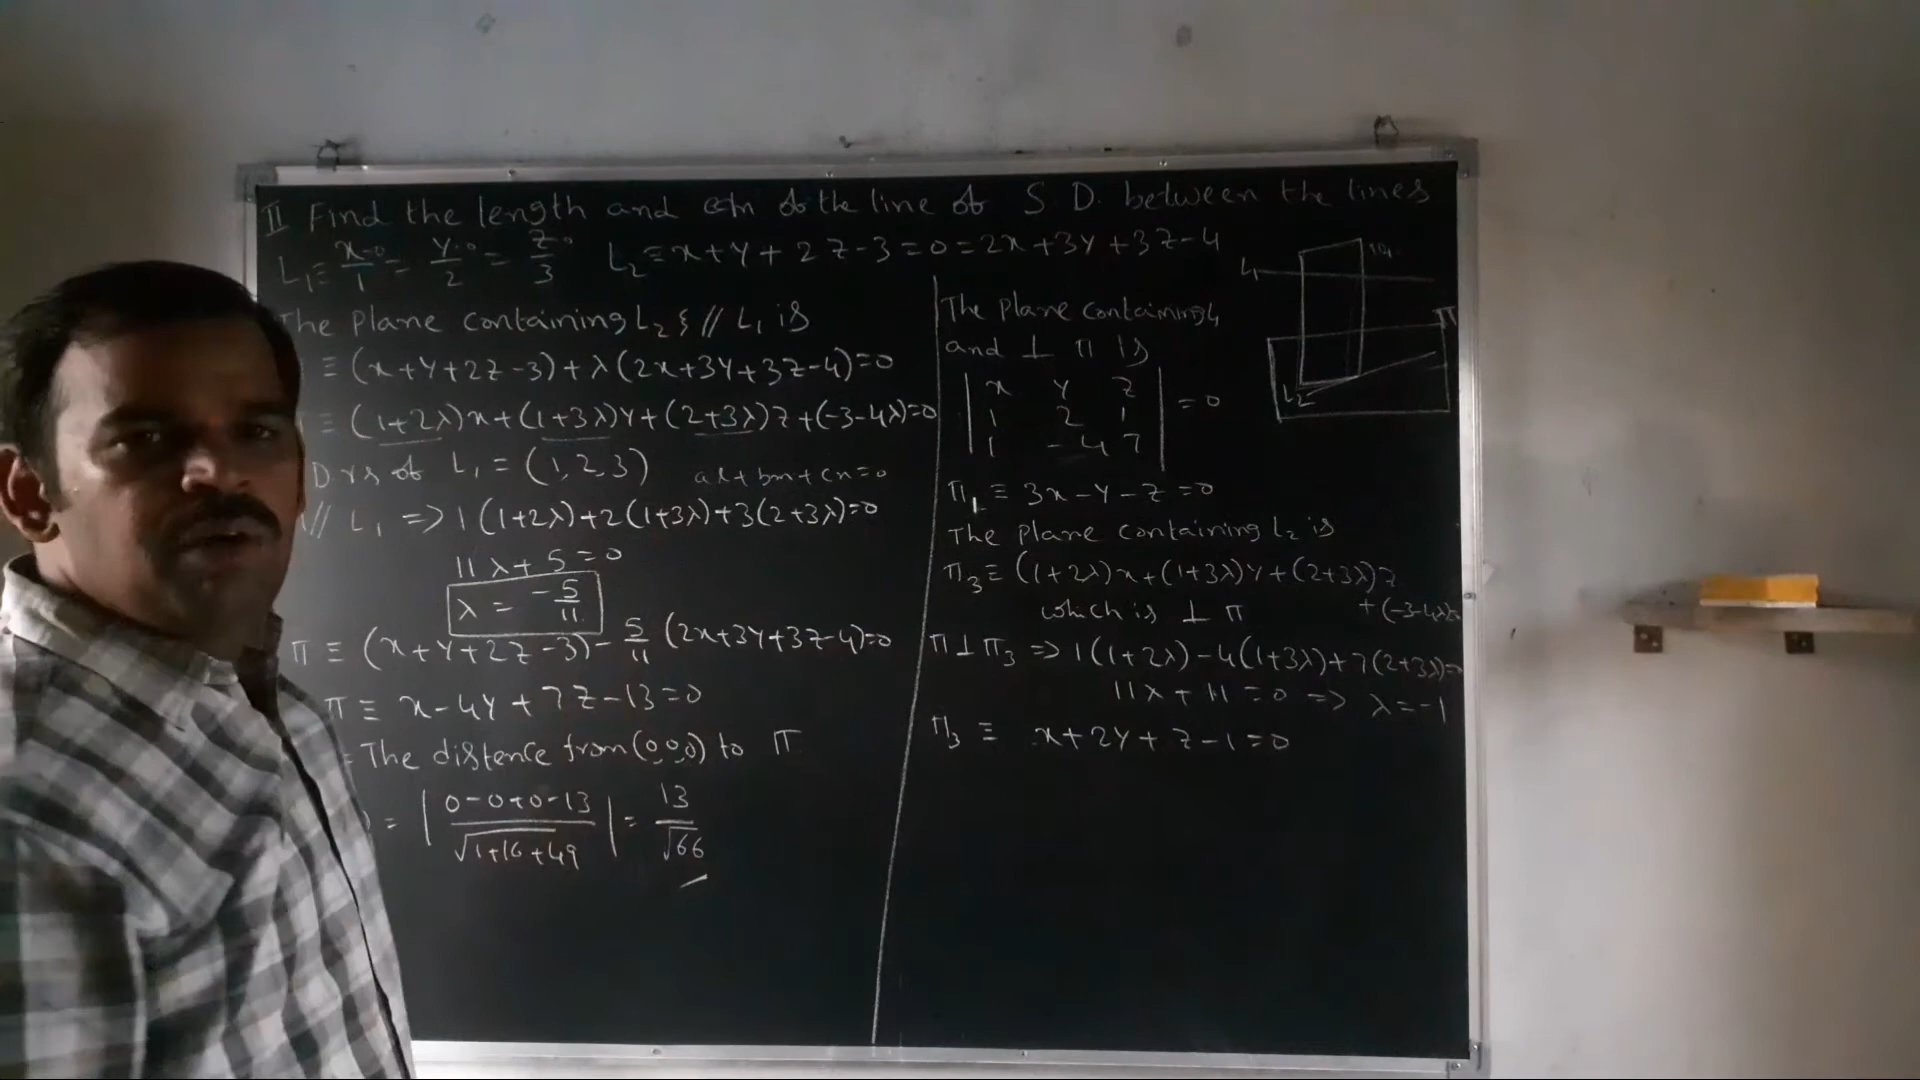 II Find the length and eqn of the line of S D. between the lines
L₁ ≡ x-0/1 = y-0/2 = z-0/3 L₂ ≡ x+y+2z-3=0=2x+3y+3z-4
The plane containing L₂ & // L₁ is
≡ (x+y+2z-3)+λ(2x+3y+3z-4)=0
≡ (1+2λ)x+(1+3λ)y+(2+3λ)z+(-3-4λ)=0
D.rs of L₁ = (1,2,3) al+bm+cn=0
// L₁ => 1(1+2λ)+2(1+3λ)+3(2+3λ)=0
11λ+5=0
λ = -5/11
π ≡ (x+y+2z-3)-5/11(2x+3y+3z-4)=0
π ≡ x-4y+7z-13=0
= The distence from (0,0,0) to π
= |0-0+0-13/√1+16+49| = 13/√66
The plane containing L₁
and ⊥ π is
|x y z|
|1 2 1| = 0
|1 -4 7|
π₁ ≡ 3x-y-z=0
The plane containing L₂ is
π₃ ≡ (1+2λ)x+(1+3λ)y+(2+3λ)z
+(-3-4λ)=0
which is ⊥ π
π ⊥ π₃ => 1(1+2λ)-4(1+3λ)+7(2+3λ)=0
11λ+11=0 => λ=-1
π₃ ≡ x+2y+z-1=0
L₁
π
L₂